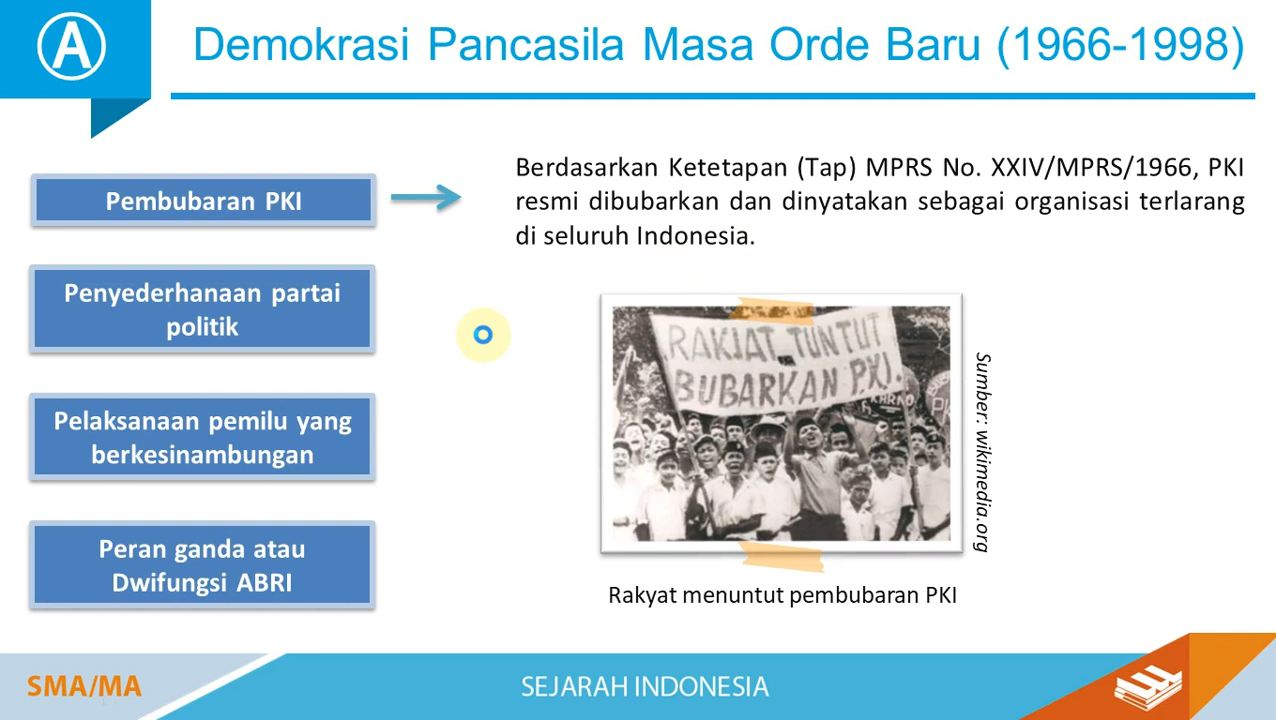 A
Demokrasi Pancasila Masa Orde Baru (1966-1998)
Pembubaran PKI
Berdasarkan Ketetapan (Tap) MPRS No. XXIV/MPRS/1966, PKI
resmi dibubarkan dan dinyatakan sebagai organisasi terlarang
di seluruh Indonesia.
Penyederhanaan partai
politik
Pelaksanaan pemilu yang
berkesinambungan
Peran ganda atau
Dwifungsi ABRI
RAKJAT TUNTUT
BUBARKAN PKI.
Sumber: wikimedia.org
Rakyat menuntut pembubaran PKI
SMA/MA
SEJARAH INDONESIA